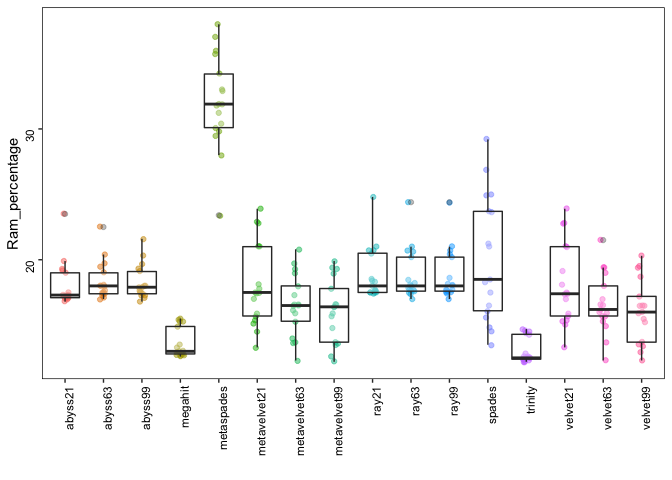 Ram_percentage
30
20
abyss21
abyss63
abyss99
megahit
metaspades
metavelvet21
metavelvet63
metavelvet99
ray21
ray63
ray99
spades
trinity
velvet21
velvet63
velvet99